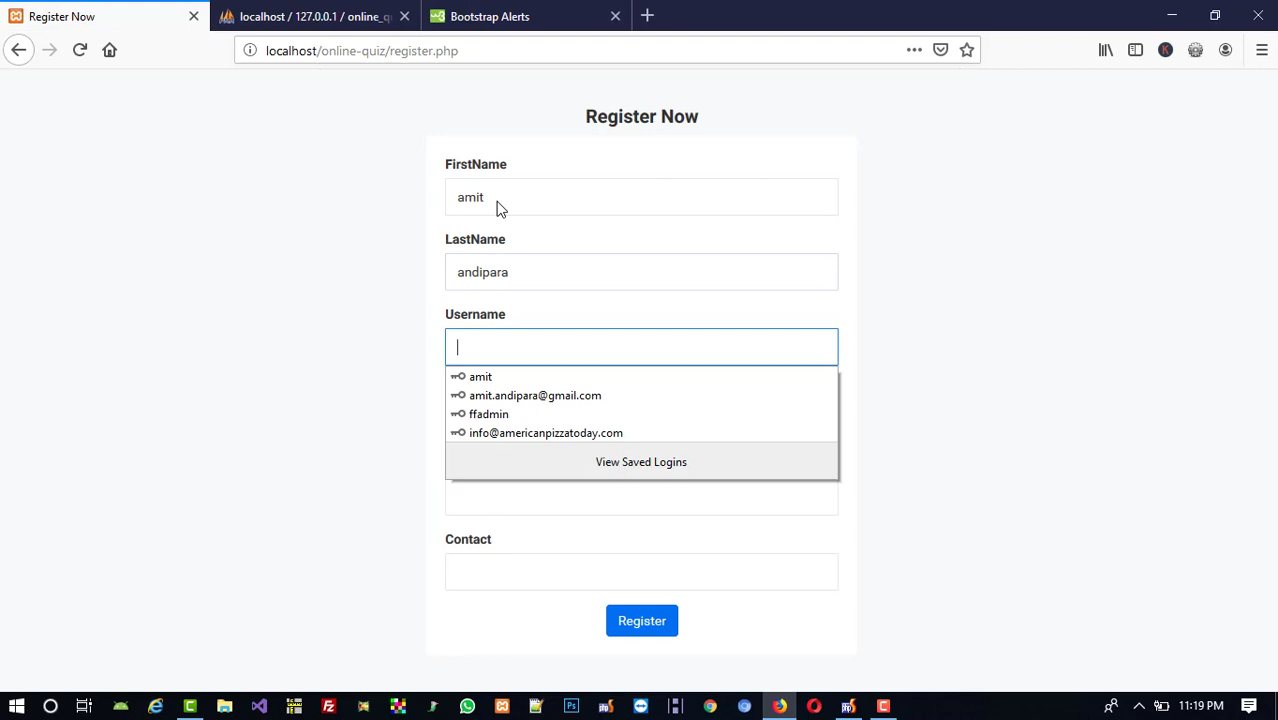 Register Now
localhost / 127.0.0.1 / online_q
Bootstrap Alerts
localhost/online-quiz/register.php
Register Now
FirstName
amit
LastName
andipara
Username
amit
amit.andipara@gmail.com
ffadmin
info@americanpizzatoday.com
View Saved Logins
Contact
Register
11:19 PM